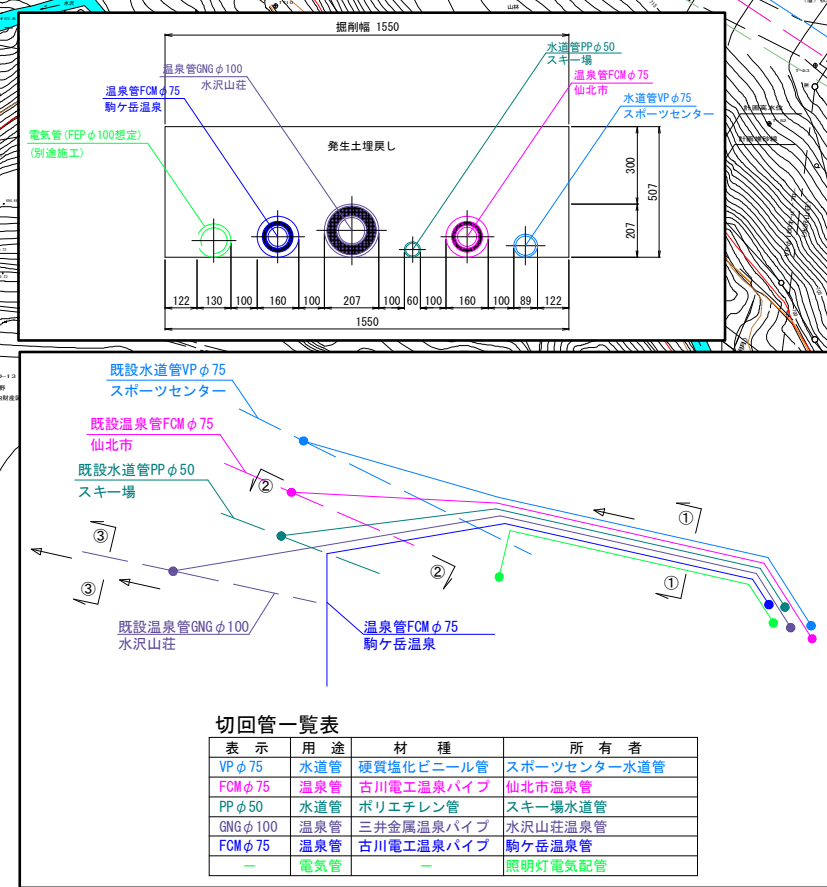 水沢
山林
掘削幅 1550
水道管PPφ50
スキー場
温泉管GNGφ100
水沢山荘
温泉管FCMφ75
仙北市
温泉管FCMφ75
駒ケ岳温泉
水道管VPφ75
スポーツセンター
電気管(FEPφ100想定)
(別途施工)
発生土埋戻し
300
507
207
122 130 100 160 100 207 100 60 100 160 100 89 122
1550
既設水道管VPφ75
スポーツセンター
既設温泉管FCMφ75
仙北市
既設水道管PPφ50
スキー場
②
①
③
②
③
①
既設温泉管GNGφ100
水沢山荘
温泉管FCMφ75
駒ケ岳温泉
切回管一覧表
表 示 用 途 材 種 所 有 者
VPφ75 水道管 硬質塩化ビニール管 スポーツセンター水道管
FCMφ75 温泉管 古川電工温泉パイプ 仙北市温泉管
PPφ50 水道管 ポリエチレン管 スキー場水道管
GNGφ100 温泉管 三井金属温泉パイプ 水沢山荘温泉管
FCMφ75 温泉管 古川電工温泉パイプ 駒ケ岳温泉管
― 電気管 ― 照明灯電気配管